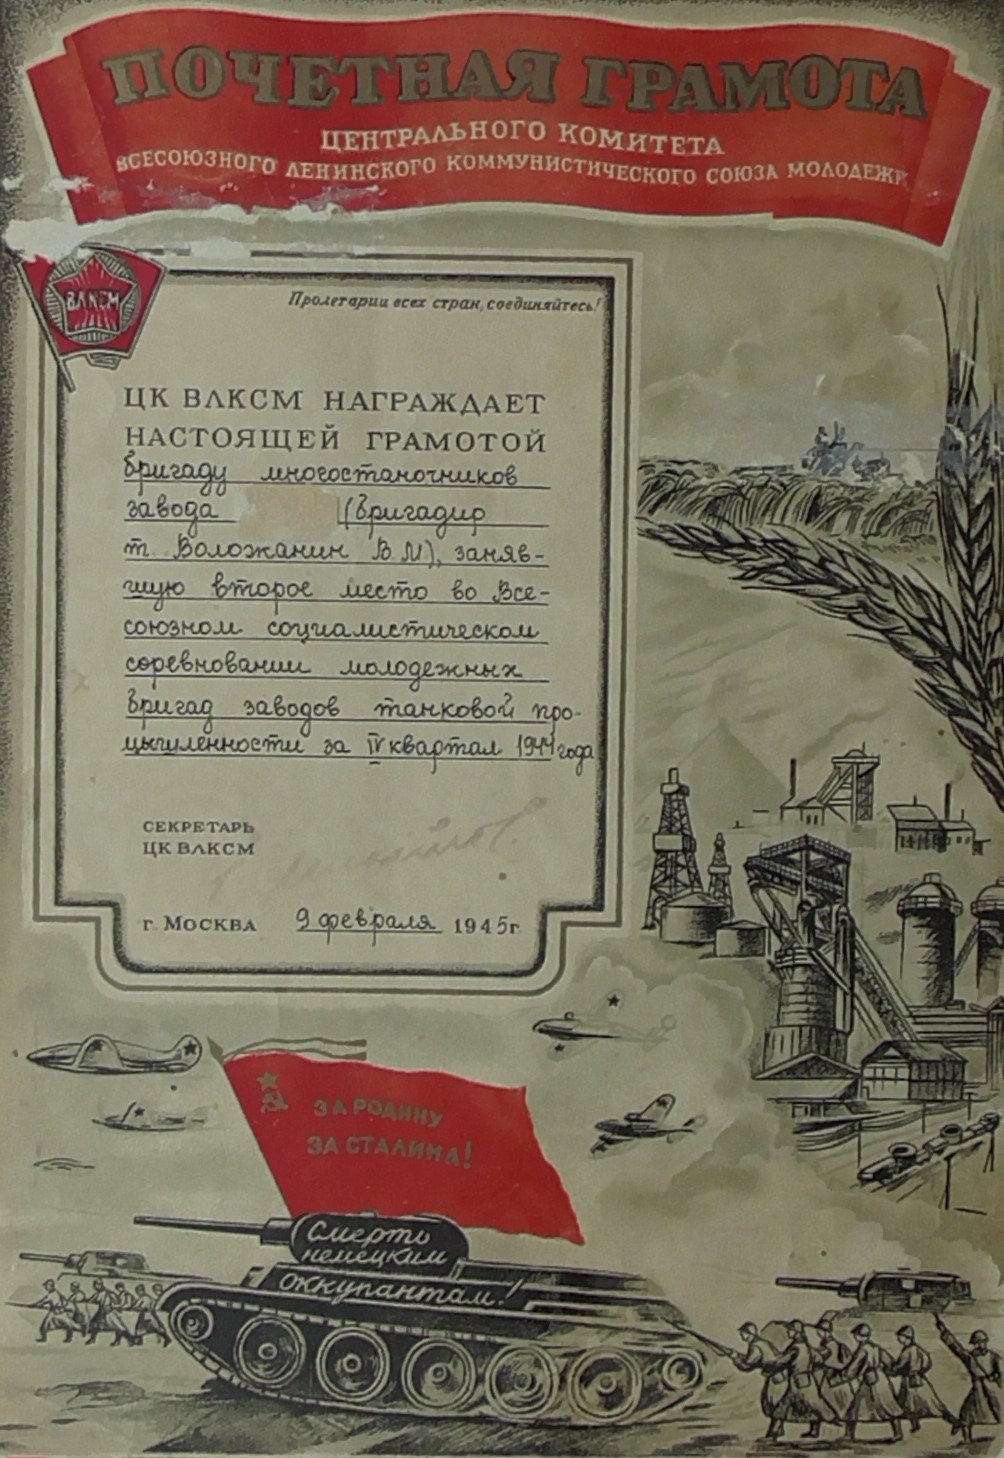 ПОЧЕТНАЯ ГРАМОТА
ЦЕНТРАЛЬНОГО КОМИТЕТА
ВСЕСОЮЗНОГО ЛЕНИНСКОГО КОММУНИСТИЧЕСКОГО СОЮЗА МОЛОДЕЖИ
ВЛКСМ
Пролетарии всех стран, соединяйтесь!
ЦК ВЛКСМ НАГРАЖДАЕТ
НАСТОЯЩЕЙ ГРАМОТОЙ
бригаду многостаночников
завода (бригадир
т. Воложанин В М), заняв-
шую второе место во Все-
союзном социалистическом
соревновании молодежных
бригад заводов танковой про-
мышленности за IV квартал 1944 года
СЕКРЕТАРЬ
ЦК ВЛКСМ
г. МОСКВА 9 февраля 1945г
ЗА РОДИНУ
ЗА СТАЛИНА!
Смерть
немецким
оккупантам!